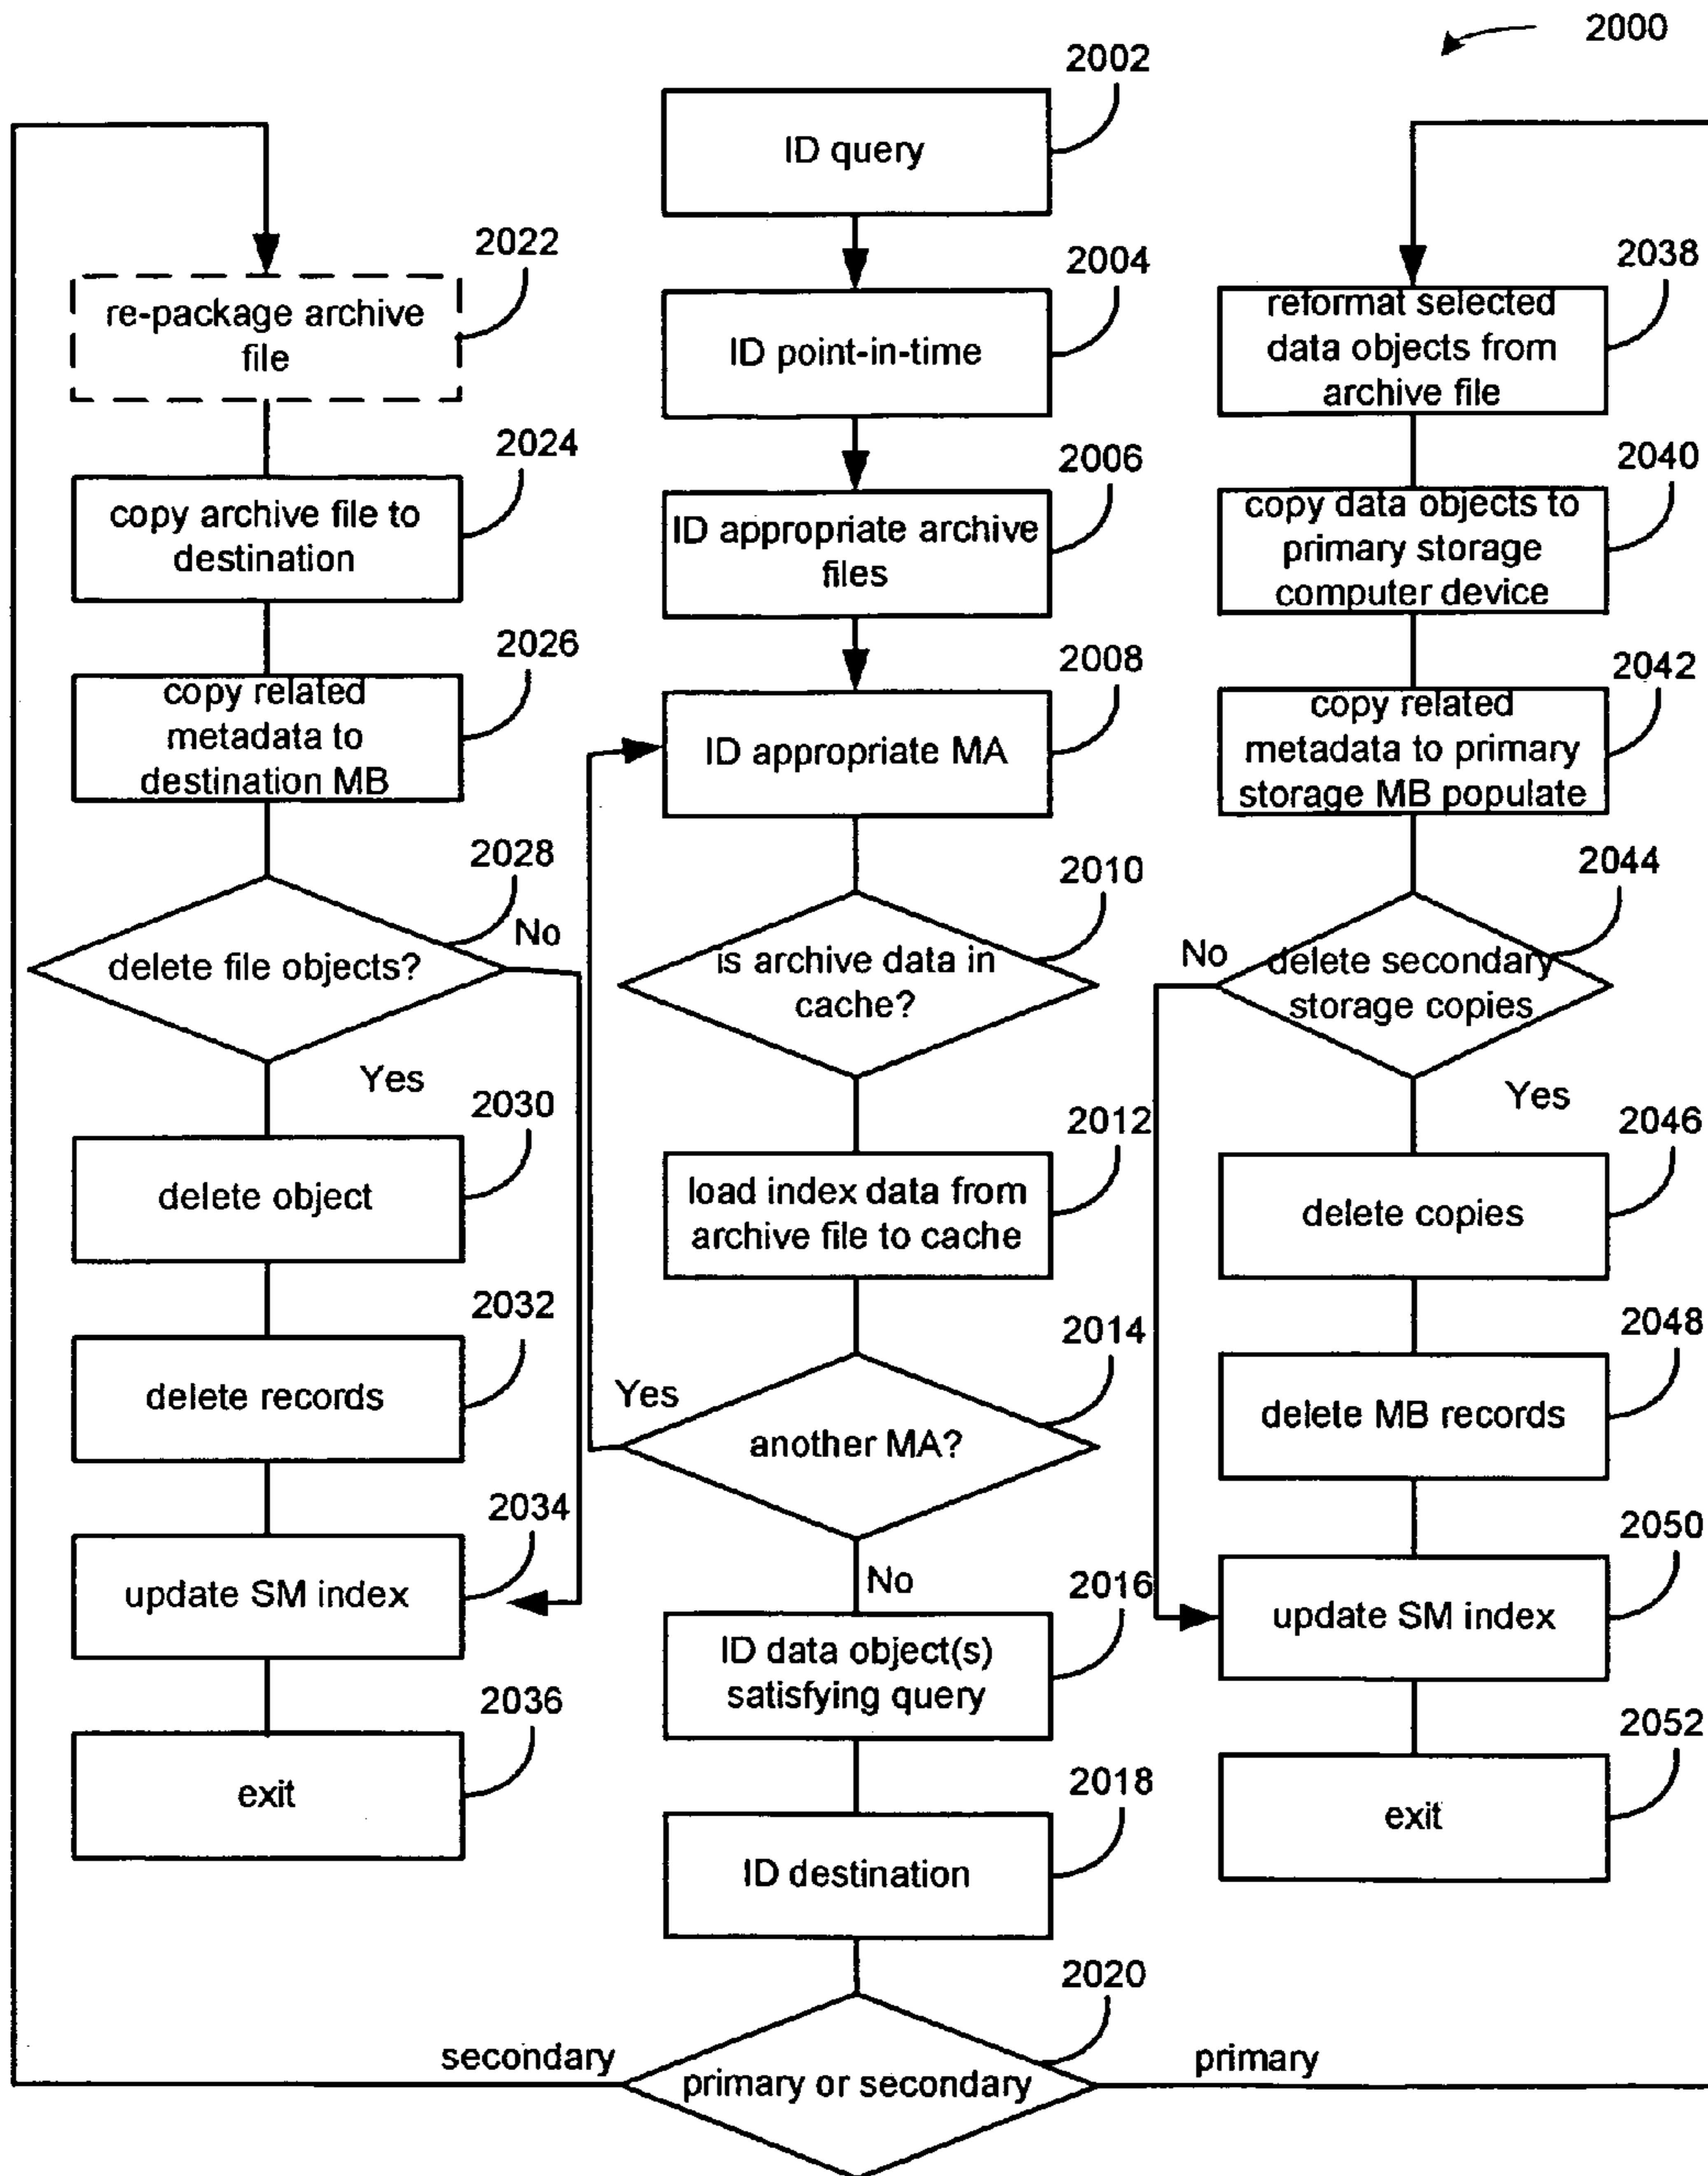 2000
2002
ID query
2004
ID point-in-time
2006
ID appropriate archive
files
2008
ID appropriate MA
2010
is archive data in
cache?
2012
load index data from
archive file to cache
2014
another MA?
Yes
No
2016
ID data object(s)
satisfying query
2018
ID destination
2020
primary or secondary
secondary
primary
2022
re-package archive
file
2024
copy archive file to
destination
2026
copy related
metadata to
destination MB
2028
delete file objects?
No
Yes
2030
delete object
2032
delete records
2034
update SM index
2036
exit
2038
reformat selected
data objects from
archive file
2040
copy data objects to
primary storage
computer device
2042
copy related
metadata to primary
storage MB populate
2044
delete secondary
storage copies
No
Yes
2046
delete copies
2048
delete MB records
2050
update SM index
2052
exit